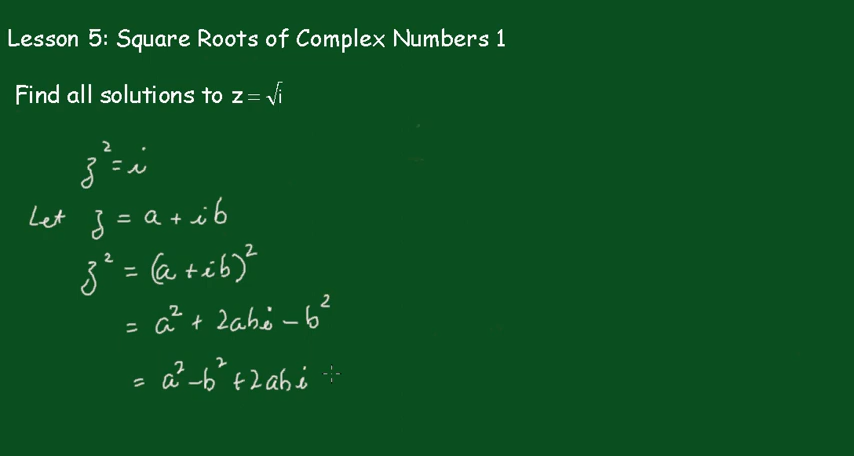 Lesson 5: Square Roots of Complex Numbers 1
Find all solutions to z = √i
z² = i
Let z = a + ib
z² = (a + ib)²
= a² + 2abi - b²
= a² - b² + 2abi